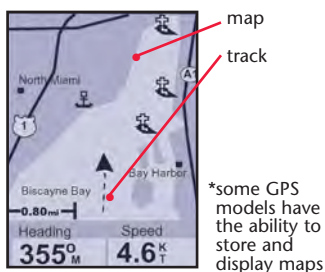 map
track
North Miami
A1
1
Bay Harbor
Biscayne Bay
0.80mi
Heading
Speed
355° M
4.6 K T
*some GPS
models have
the ability to
store and
display maps